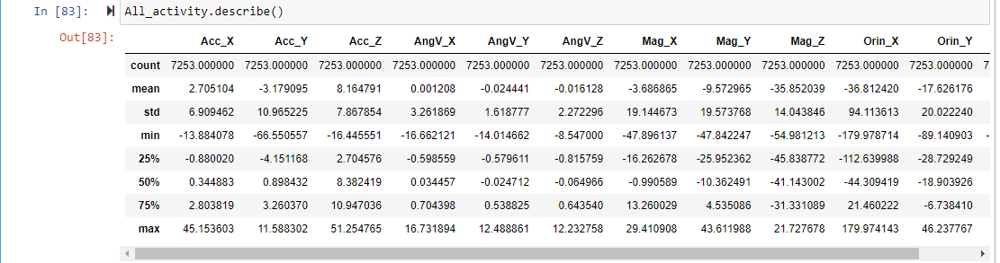 In [83]: All_activity.describe()
Out[83]:
Acc_X Acc_Y Acc_Z AngV_X AngV_Y AngV_Z Mag_X Mag_Y Mag_Z Orin_X Orin_Y
count 7253.000000 7253.000000 7253.000000 7253.000000 7253.000000 7253.000000 7253.000000 7253.000000 7253.000000 7253.000000 7253.000000 7
mean 2.705104 -3.179095 8.164791 0.001208 -0.024441 -0.016128 -3.686865 -9.572965 -35.852039 -36.812420 -17.626176
std 6.909462 10.965225 7.867854 3.261869 1.618777 2.272296 19.144673 19.573768 14.043846 94.113613 20.022240
min -13.884078 -66.550557 -16.445551 -16.662121 -14.014662 -8.547000 -47.896137 -47.842247 -54.981213 -179.978714 -89.140903 -
25% -0.880020 -4.151168 2.704576 -0.598559 -0.579611 -0.815759 -16.262678 -25.952362 -45.838772 -112.639988 -28.729249
50% 0.344883 0.898432 8.382419 0.034457 -0.024712 -0.064966 -0.990589 -10.362491 -41.143002 -44.309419 -18.903926
75% 2.803819 3.260370 10.947036 0.704398 0.538825 0.643540 13.260029 4.535086 -31.331089 21.460222 -6.738410
max 45.153603 11.588302 51.254765 16.731894 12.488861 12.232758 29.410908 43.611988 21.727678 179.974143 46.237767